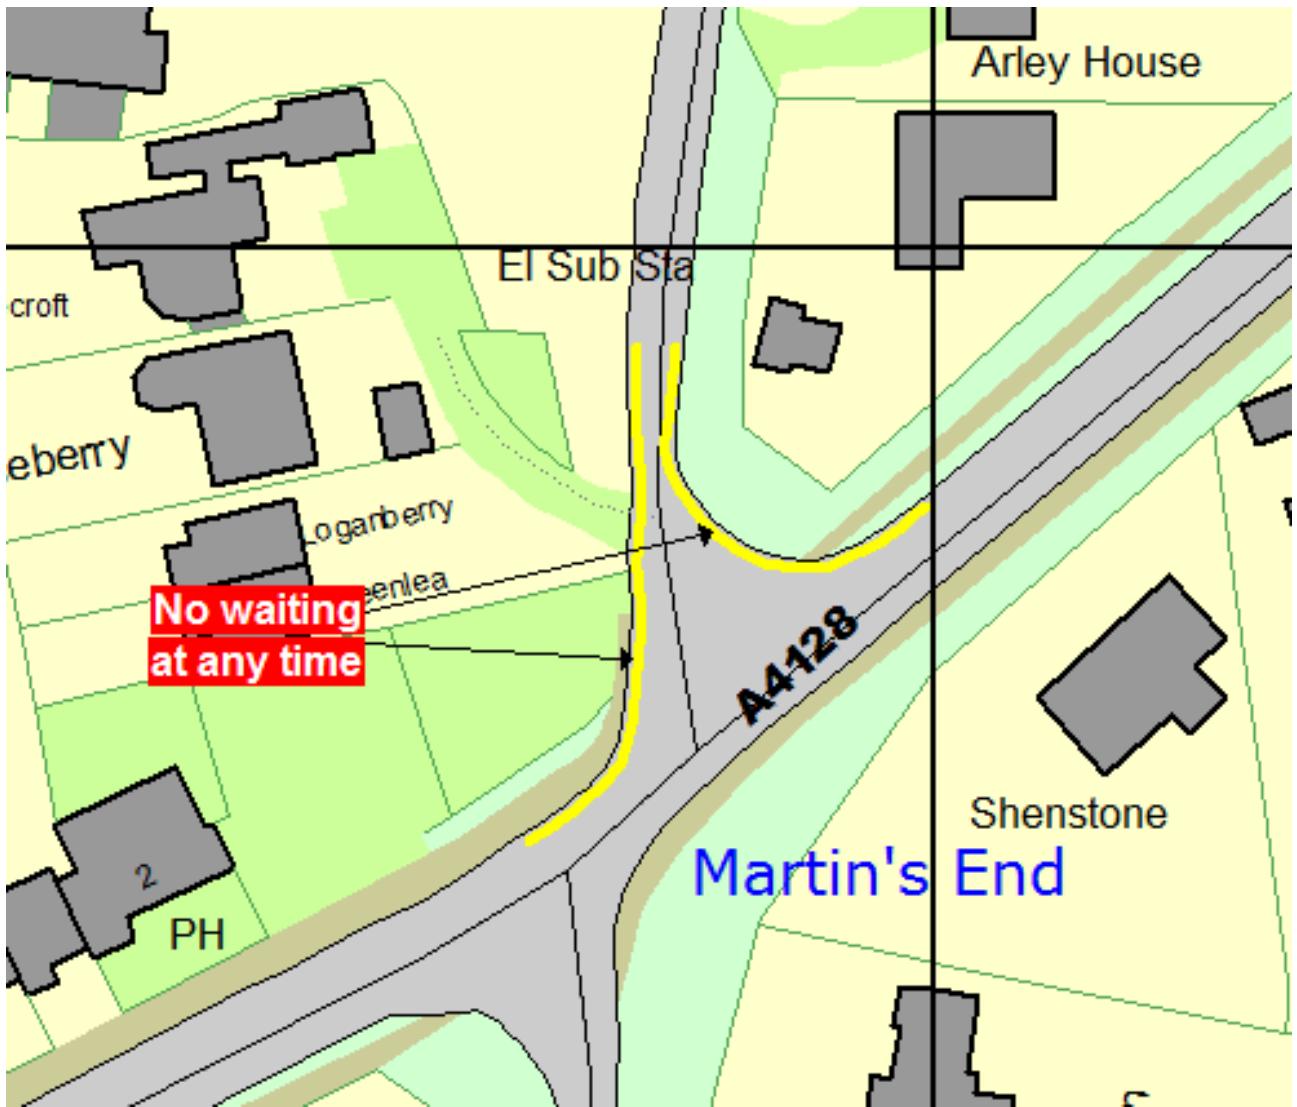 Arley House
El Sub Sta
croft
eberry
Loganberry
eenlea
No waiting
at any time
A4128
Shenstone
Martin's End
2
PH